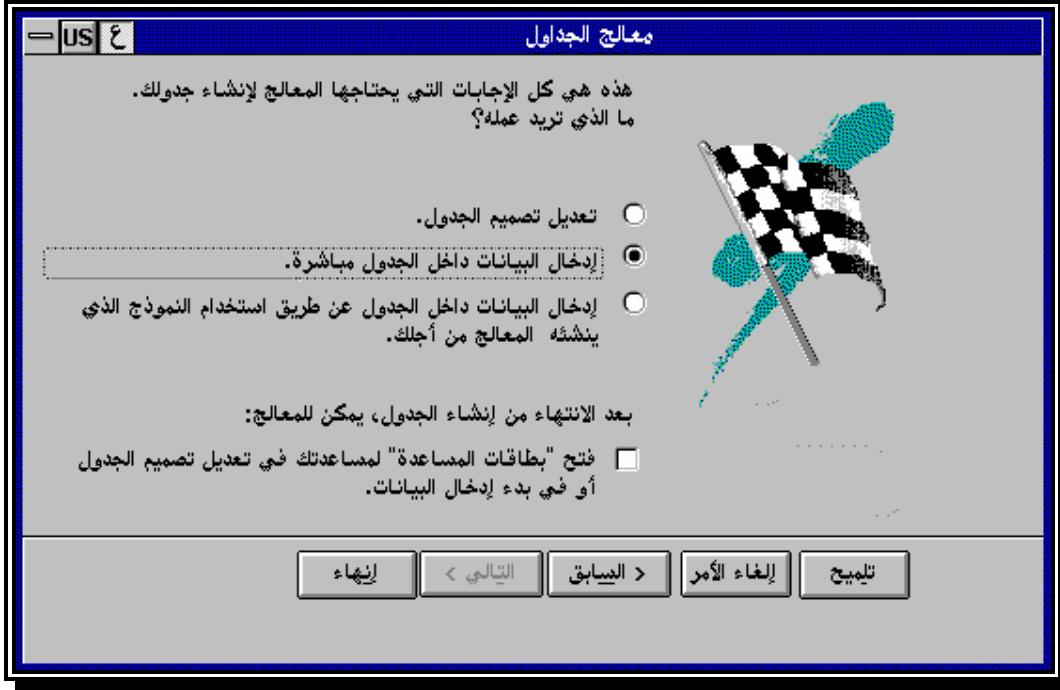 معالج الجداول
ع
US
هذه هي كل الإجابات التي يحتاجها المعالج لإنشاء جدولك.
ما الذي تريد عمله؟
تعديل تصميم الجدول.
إدخال البيانات داخل الجدول مباشرة.
إدخال البيانات داخل الجدول عن طريق استخدام النموذج الذي
ينشئه المعالج من أجلك.
بعد الانتهاء من إنشاء الجدول، يمكن للمعالج:
فتح "بطاقات المساعدة" لمساعدتك في تعديل تصميم الجدول
أو في بدء إدخال البيانات.
تلميح
إلغاء الأمر
< السابق
التالي >
إنهاء